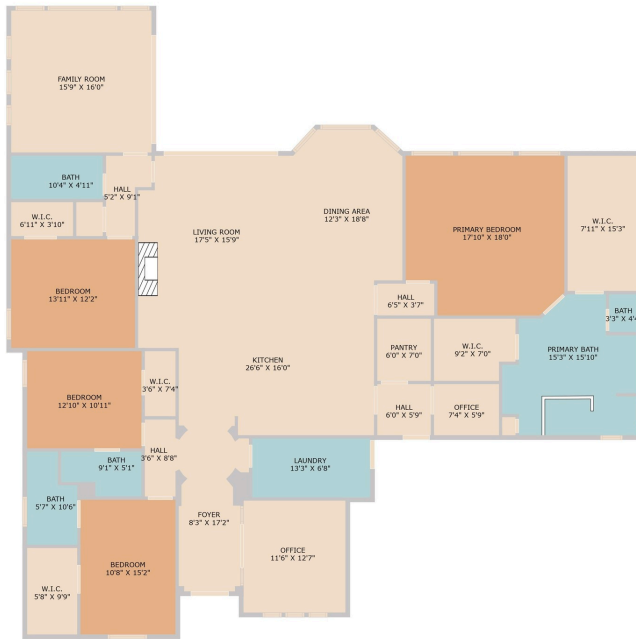 FAMILY ROOM
15'9" X 16'0"
BATH
10'4" X 4'11"
HALL
5'2" X 9'1"
W.I.C.
6'11" X 3'10"
LIVING ROOM
17'5" X 15'9"
DINING AREA
12'3" X 18'8"
PRIMARY BEDROOM
17'10" X 18'0"
W.I.C.
7'11" X 15'3"
BEDROOM
13'11" X 12'2"
HALL
6'5" X 3'7"
BATH
3'3" X 4'4
PANTRY
6'0" X 7'0"
W.I.C.
9'2" X 7'0"
PRIMARY BATH
15'3" X 15'10"
KITCHEN
26'6" X 16'0"
W.I.C.
3'6" X 7'4"
BEDROOM
12'10" X 10'11"
HALL
6'0" X 5'9"
OFFICE
7'4" X 5'9"
HALL
3'6" X 8'8"
BATH
9'1" X 5'1"
LAUNDRY
13'3" X 6'8"
BATH
5'7" X 10'6"
FOYER
8'3" X 17'2"
OFFICE
11'6" X 12'7"
BEDROOM
10'8" X 15'2"
W.I.C.
5'8" X 9'9"